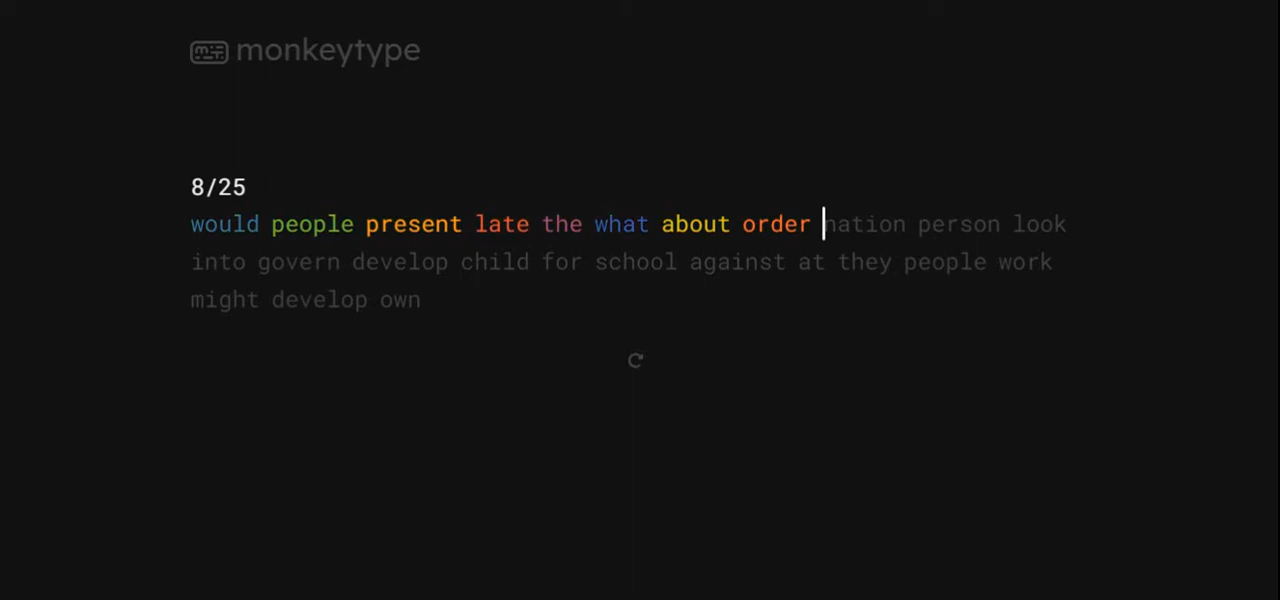 monkeytype
8/25
would people present late the what about order nation person look
into govern develop child for school against at they people work
might develop own